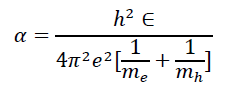 α = h² ∈ / 4π²e²[1/mₑ + 1/mₕ]